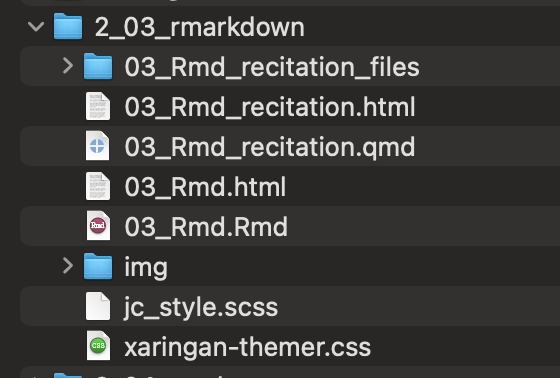 2_03_rmarkdown
03_Rmd_recitation_files
03_Rmd_recitation.html
03_Rmd_recitation.qmd
03_Rmd.html
Rmd
03_Rmd.Rmd
img
jc_style.scss
CSS
xaringan-themer.css